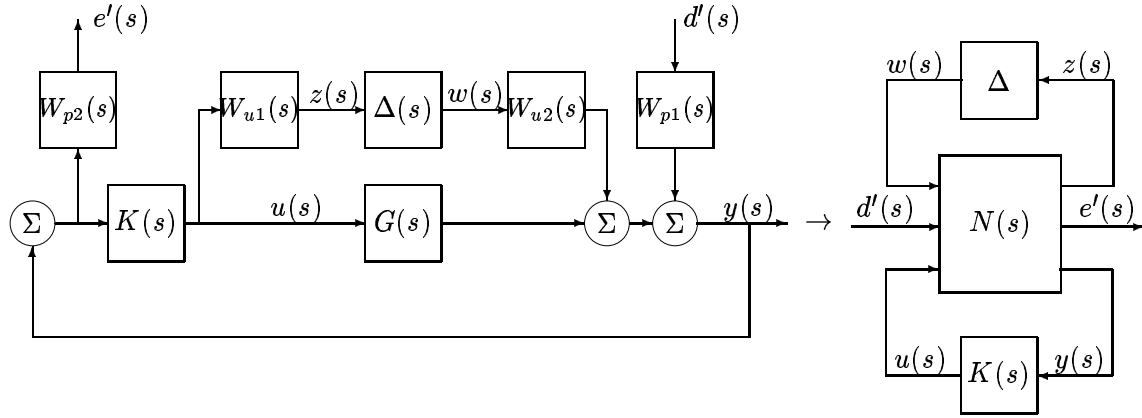 e′(s)
d′(s)
W_{p2}(s)
W_{u1}(s)
z(s)
Δ(s)
w(s)
W_{u2}(s)
W_{p1}(s)
Σ
K(s)
u(s)
G(s)
Σ
Σ
y(s)
→
w(s)
Δ
z(s)
d′(s)
N(s)
e′(s)
u(s)
K(s)
y(s)